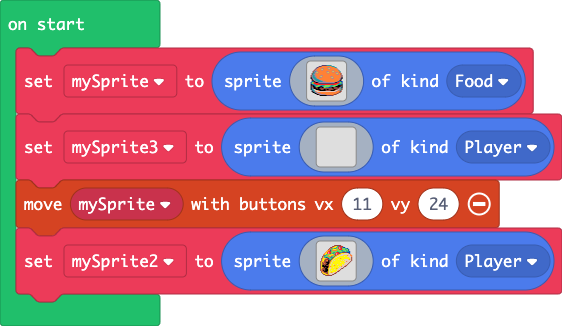 on start
set mySprite to sprite of kind Food
set mySprite3 to sprite of kind Player
move mySprite with buttons vx 11 vy 24
set mySprite2 to sprite of kind Player